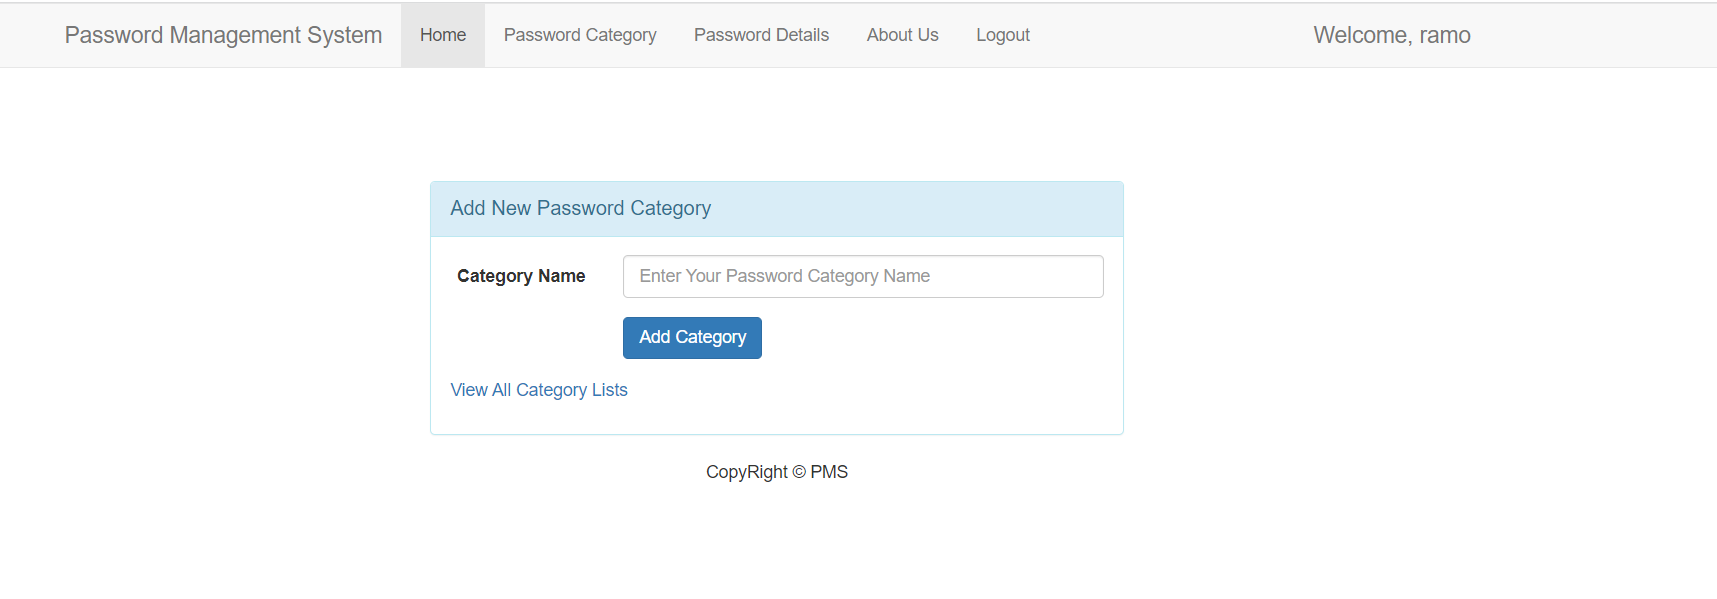 Password Management System Home Password Category Password Details About Us Logout Welcome, ramo
Add New Password Category
Category Name Enter Your Password Category Name
Add Category
View All Category Lists
CopyRight © PMS